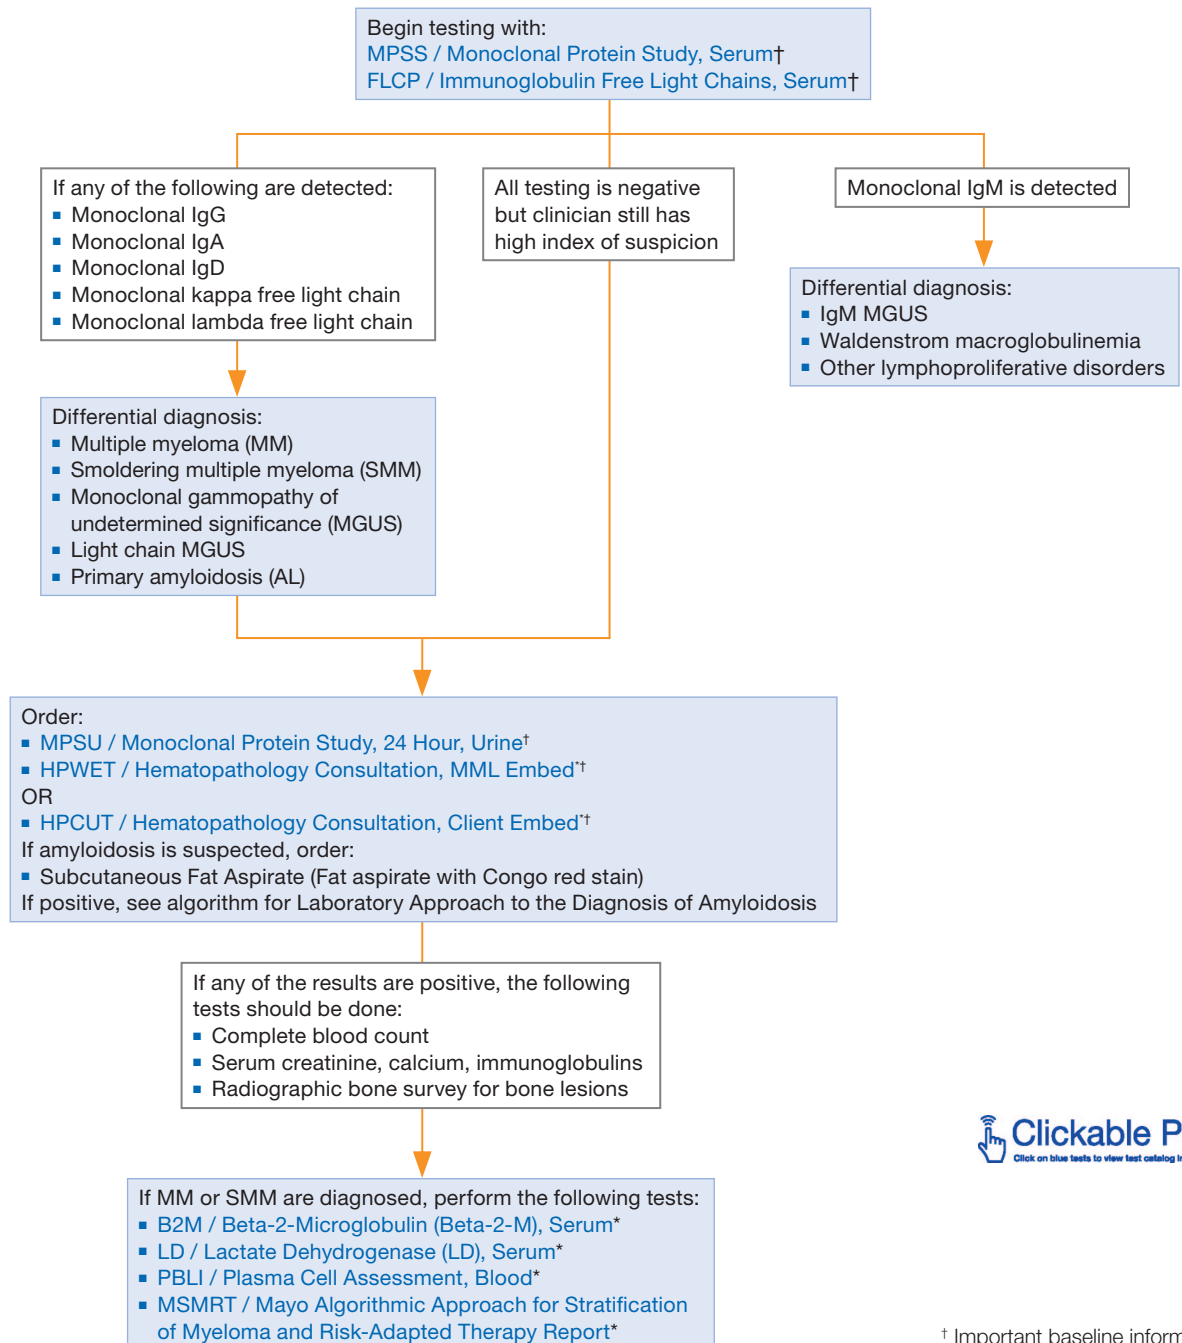 Begin testing with:
MPSS / Monoclonal Protein Study, Serum†
FLCP / Immunoglobulin Free Light Chains, Serum†
If any of the following are detected:
■ Monoclonal IgG
■ Monoclonal IgA
■ Monoclonal IgD
■ Monoclonal kappa free light chain
■ Monoclonal lambda free light chain
All testing is negative
but clinician still has
high index of suspicion
Monoclonal IgM is detected
Differential diagnosis:
■ IgM MGUS
■ Waldenstrom macroglobulinemia
■ Other lymphoproliferative disorders
Differential diagnosis:
■ Multiple myeloma (MM)
■ Smoldering multiple myeloma (SMM)
■ Monoclonal gammopathy of
undetermined significance (MGUS)
■ Light chain MGUS
■ Primary amyloidosis (AL)
Order:
■ MPSU / Monoclonal Protein Study, 24 Hour, Urine†
■ HPWET / Hematopathology Consultation, MML Embed*†
OR
■ HPCUT / Hematopathology Consultation, Client Embed*†
If amyloidosis is suspected, order:
■ Subcutaneous Fat Aspirate (Fat aspirate with Congo red stain)
If positive, see algorithm for Laboratory Approach to the Diagnosis of Amyloidosis
If any of the results are positive, the following
tests should be done:
■ Complete blood count
■ Serum creatinine, calcium, immunoglobulins
■ Radiographic bone survey for bone lesions
Clickable P
Click on blue tests to view test catalog in
If MM or SMM are diagnosed, perform the following tests:
■ B2M / Beta-2-Microglobulin (Beta-2-M), Serum*
■ LD / Lactate Dehydrogenase (LD), Serum*
■ PBLI / Plasma Cell Assessment, Blood*
■ MSMRT / Mayo Algorithmic Approach for Stratification
of Myeloma and Risk-Adapted Therapy Report*
† Important baseline inform